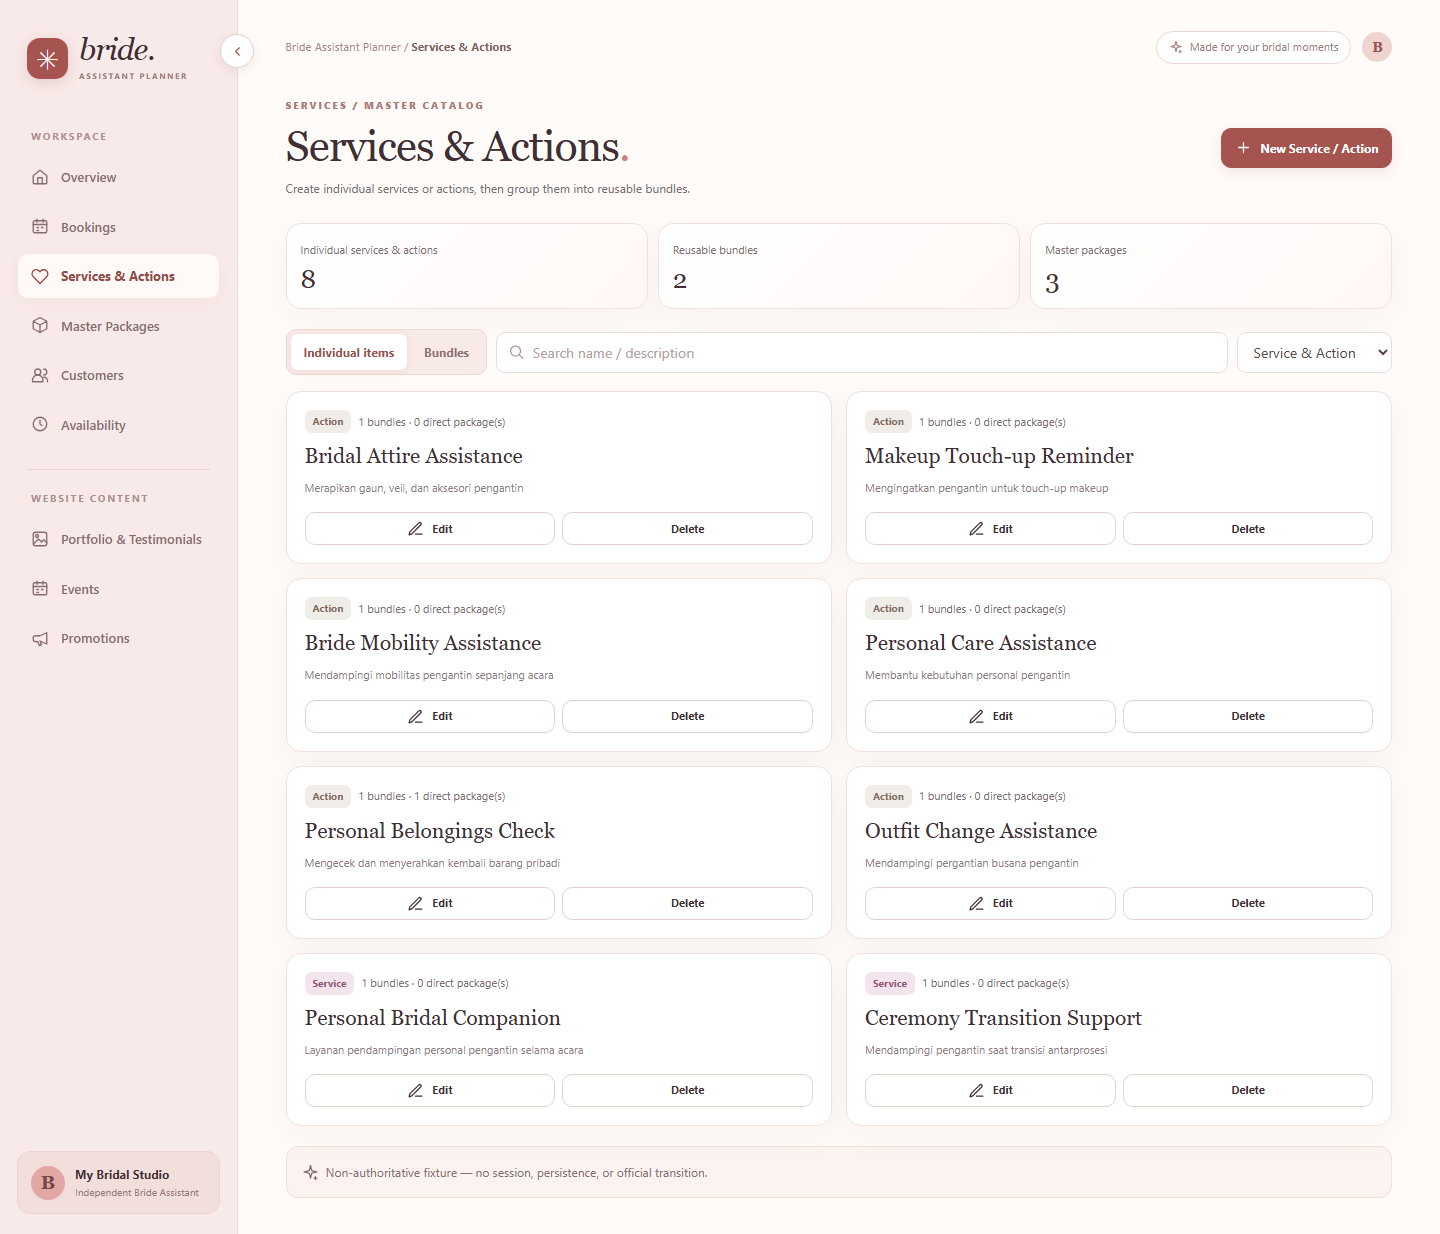 bride.
ASSISTANT PLANNER
WORKSPACE
Overview
Bookings
Services & Actions
Master Packages
Customers
Availability
WEBSITE CONTENT
Portfolio & Testimonials
Events
Promotions
B
My Bridal Studio
Independent Bride Assistant
Bride Assistant Planner / Services & Actions
Made for your bridal moments
B
SERVICES / MASTER CATALOG
Services & Actions.
Create individual services or actions, then group them into reusable bundles.
New Service / Action
Individual services & actions
8
Reusable bundles
2
Master packages
3
Individual items
Bundles
Search name / description
Service & Action
Action 1 bundles · 0 direct package(s)
Bridal Attire Assistance
Merapikan gaun, veil, dan aksesori pengantin
Edit
Delete
Action 1 bundles · 0 direct package(s)
Makeup Touch-up Reminder
Mengingatkan pengantin untuk touch-up makeup
Edit
Delete
Action 1 bundles · 0 direct package(s)
Bride Mobility Assistance
Mendampingi mobilitas pengantin sepanjang acara
Edit
Delete
Action 1 bundles · 0 direct package(s)
Personal Care Assistance
Membantu kebutuhan personal pengantin
Edit
Delete
Action 1 bundles · 1 direct package(s)
Personal Belongings Check
Mengecek dan menyerahkan kembali barang pribadi
Edit
Delete
Action 1 bundles · 0 direct package(s)
Outfit Change Assistance
Mendampingi pergantian busana pengantin
Edit
Delete
Service 1 bundles · 0 direct package(s)
Personal Bridal Companion
Layanan pendampingan personal pengantin selama acara
Edit
Delete
Service 1 bundles · 0 direct package(s)
Ceremony Transition Support
Mendampingi pengantin saat transisi antarprosesi
Edit
Delete
Non-authoritative fixture — no session, persistence, or official transition.